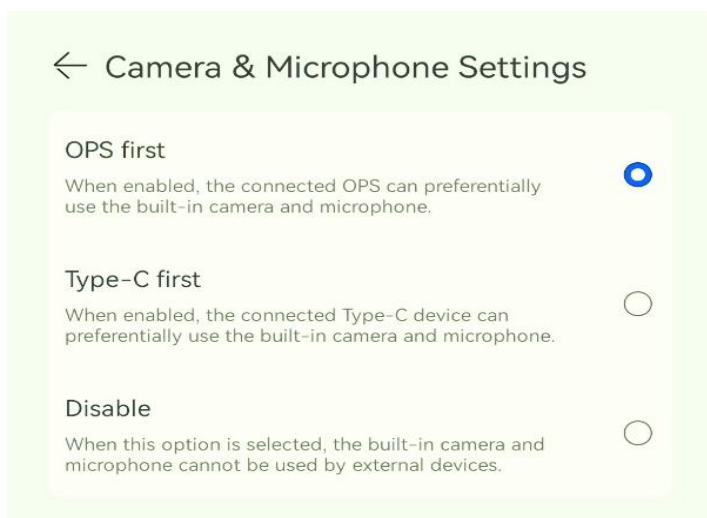 Camera & Microphone Settings
OPS first
When enabled, the connected OPS can preferentially
use the built-in camera and microphone.
Type-C first
When enabled, the connected Type-C device can
preferentially use the built-in camera and microphone.
Disable
When this option is selected, the built-in camera and
microphone cannot be used by external devices.